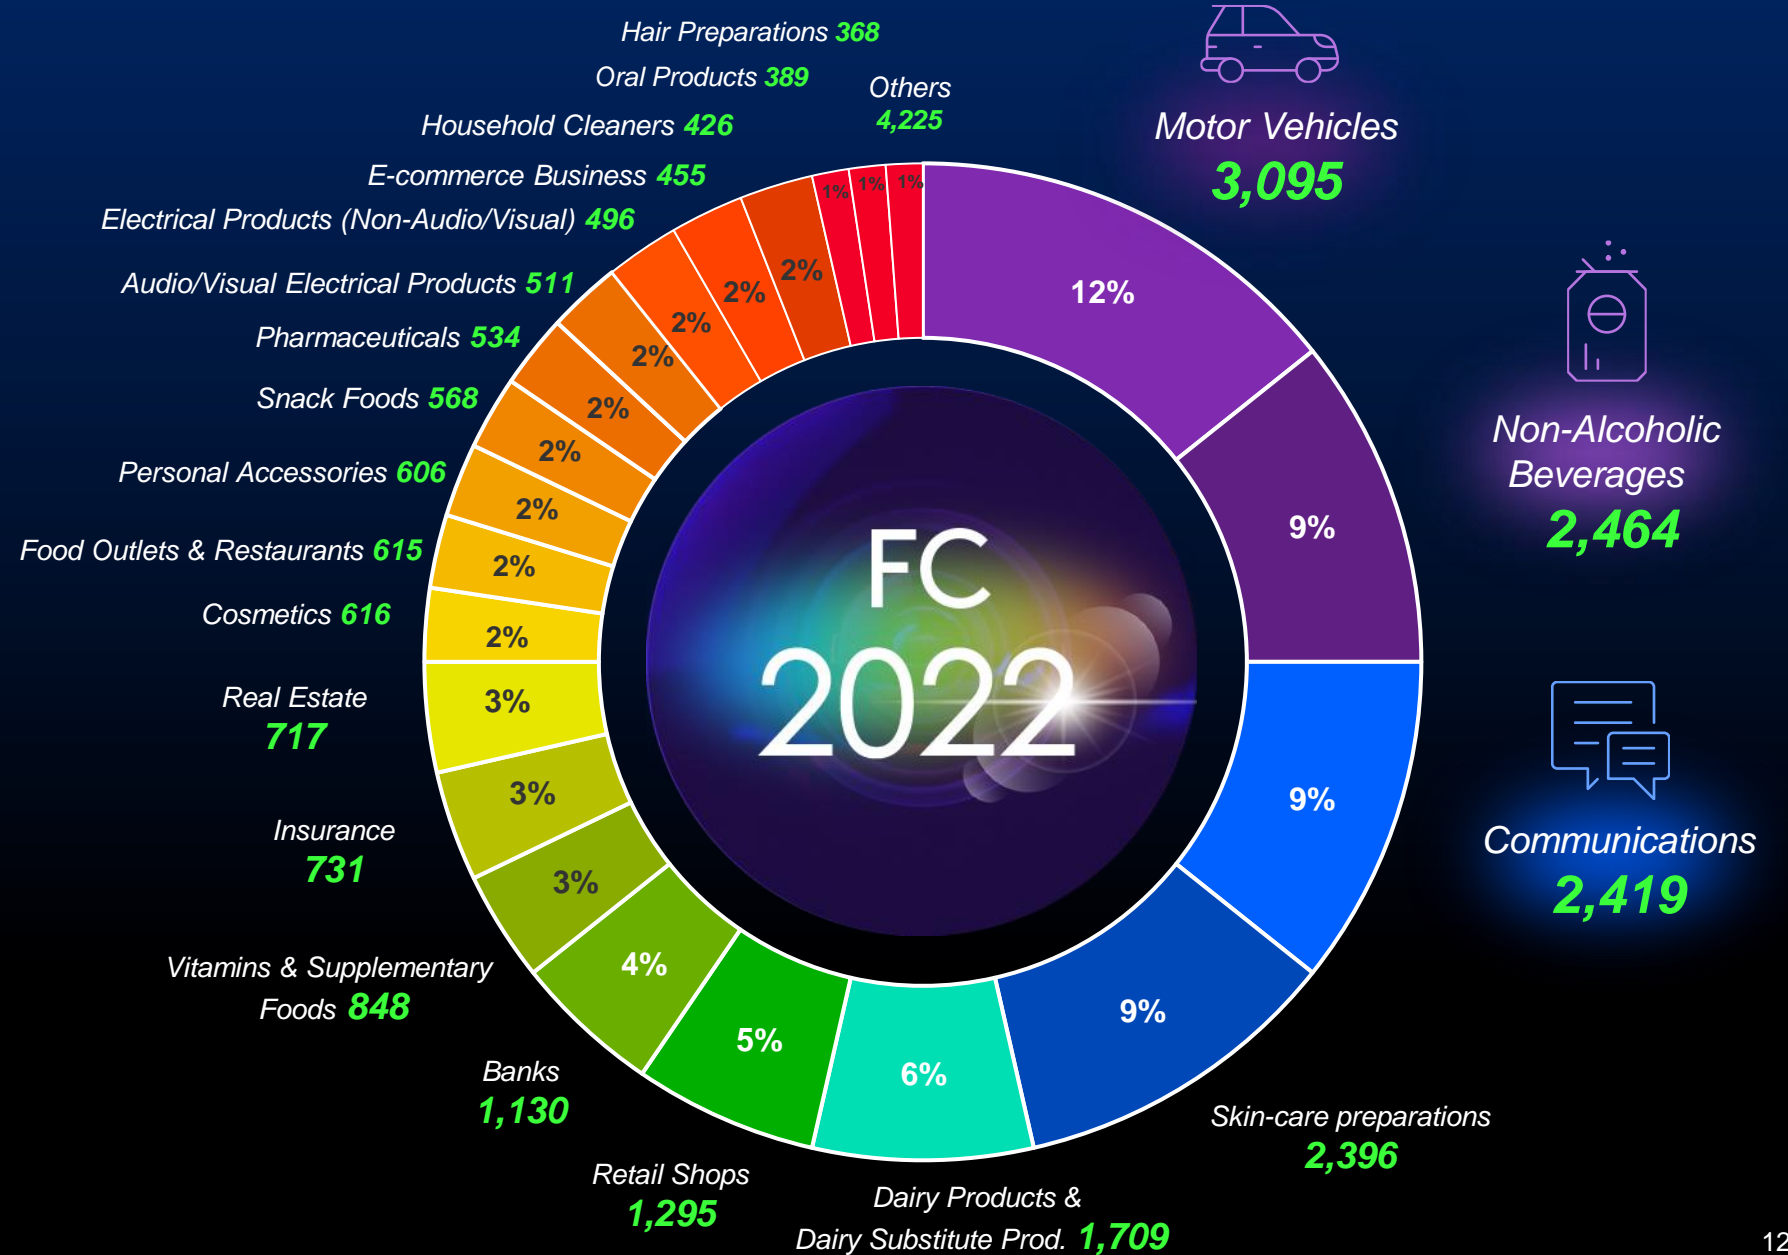 Hair Preparations 368
Oral Products 389
Others
4,225
Household Cleaners 426
E-commerce Business 455
Electrical Products (Non-Audio/Visual) 496
Audio/Visual Electrical Products 511
Pharmaceuticals 534
Snack Foods 568
Personal Accessories 606
Food Outlets & Restaurants 615
Cosmetics 616
Real Estate
717
Insurance
731
Vitamins & Supplementary
Foods 848
Banks
1,130
Retail Shops
1,295
Dairy Products &
Dairy Substitute Prod. 1,709
Skin-care preparations
2,396
Communications
2,419
Non-Alcoholic
Beverages
2,464
Motor Vehicles
3,095
12%
9%
9%
9%
6%
5%
4%
3%
3%
3%
2%
2%
2%
2%
2%
2%
2%
2%
2%
1%
1%
1%
FC
2022
12